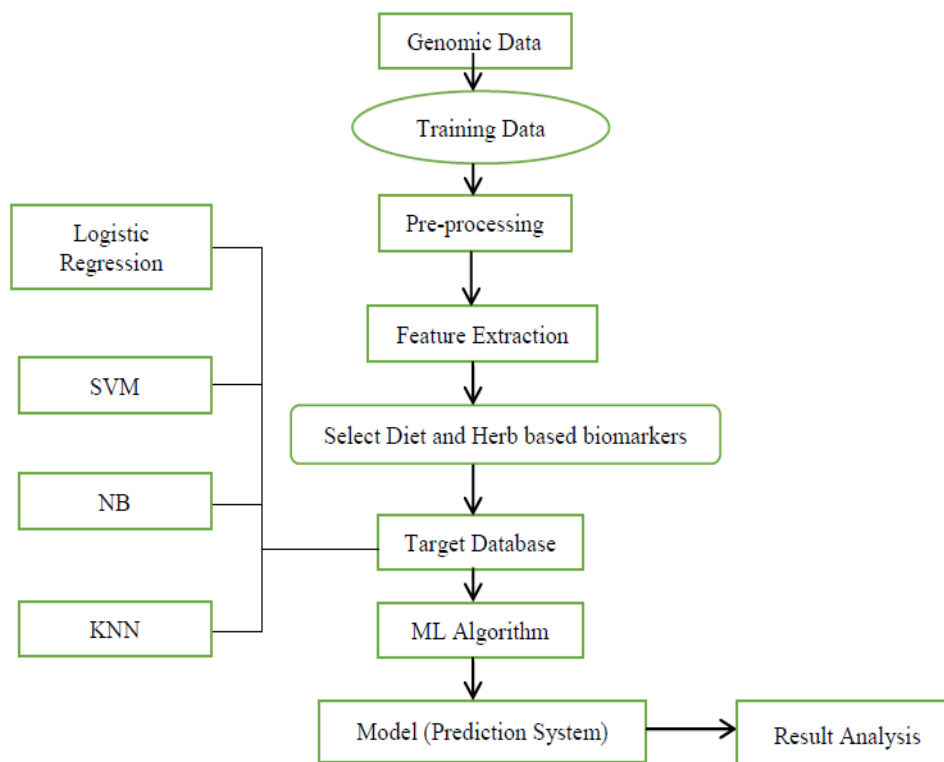 Genomic Data
Training Data
Pre-processing
Logistic
Regression
Feature Extraction
SVM
Select Diet and Herb based biomarkers
NB
Target Database
KNN
ML Algorithm
Model (Prediction System)
Result Analysis